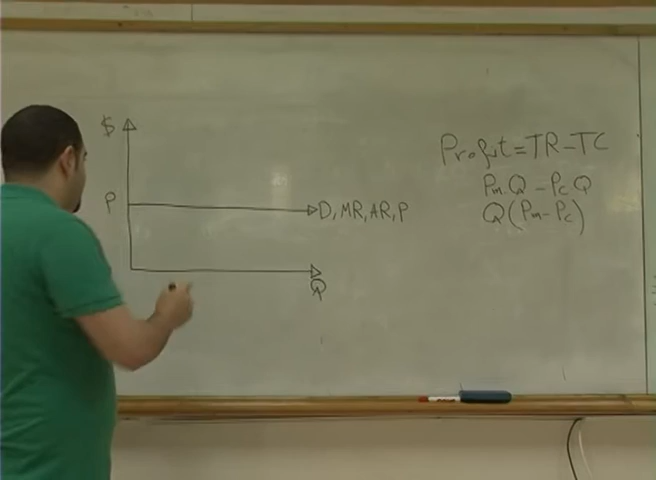 $
P
D, MR, AR, P
Q
Profit = TR - TC
Pm.Q - Pc.Q
Q(Pm - Pc)